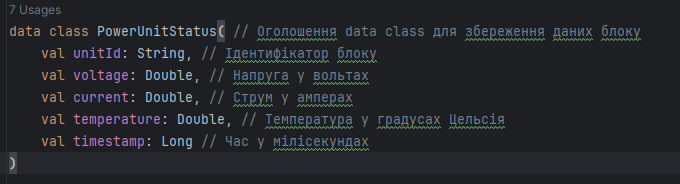 7 Usages
data class PowerUnitStatus( // Оголошення data class для збереження даних блоку
val unitId: String, // Ідентифікатор блоку
val voltage: Double, // Напруга у вольтах
val current: Double, // Струм у амперах
val temperature: Double, // Температура у градусах Цельсія
val timestamp: Long // Час у мілісекундах
)